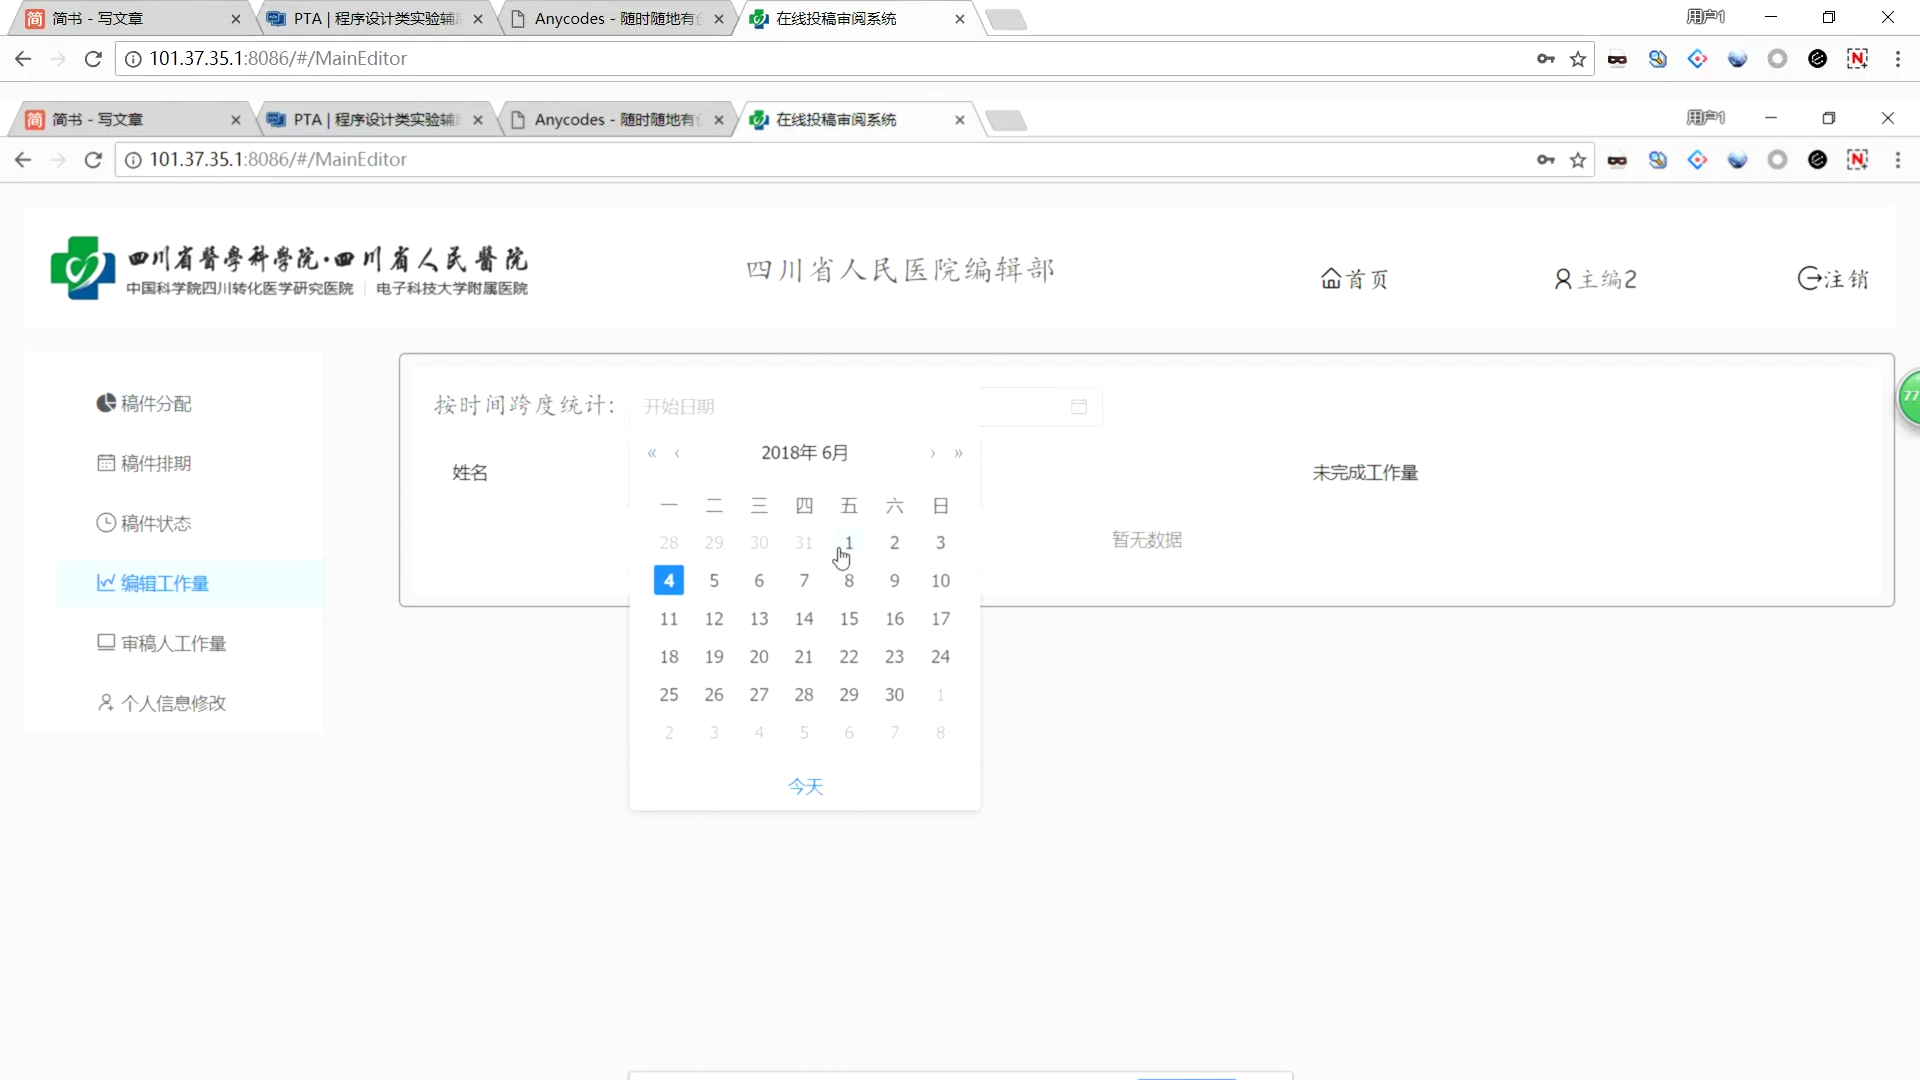 简书 - 写文章
PTA | 程序设计类实验辅
Anycodes - 随时随地有
在线投稿审阅系统
用户1
101.37.35.1:8086/#/MainEditor
简书 - 写文章
PTA | 程序设计类实验辅
Anycodes - 随时随地有
在线投稿审阅系统
用户1
101.37.35.1:8086/#/MainEditor
四川省醫學科學院·四川省人民醫院
中国科学院四川转化医学研究医院 | 电子科技大学附属医院
四川省人民医院编辑部
首页
主编2
注销
稿件分配
稿件排期
稿件状态
编辑工作量
审稿人工作量
个人信息修改
按时间跨度统计:
开始日期
« ‹ 2018年 6月 › »
姓名
未完成工作量
暂无数据
一 二 三 四 五 六 日
28 29 30 31 1 2 3
4 5 6 7 8 9 10
11 12 13 14 15 16 17
18 19 20 21 22 23 24
25 26 27 28 29 30 1
2 3 4 5 6 7 8
今天
77